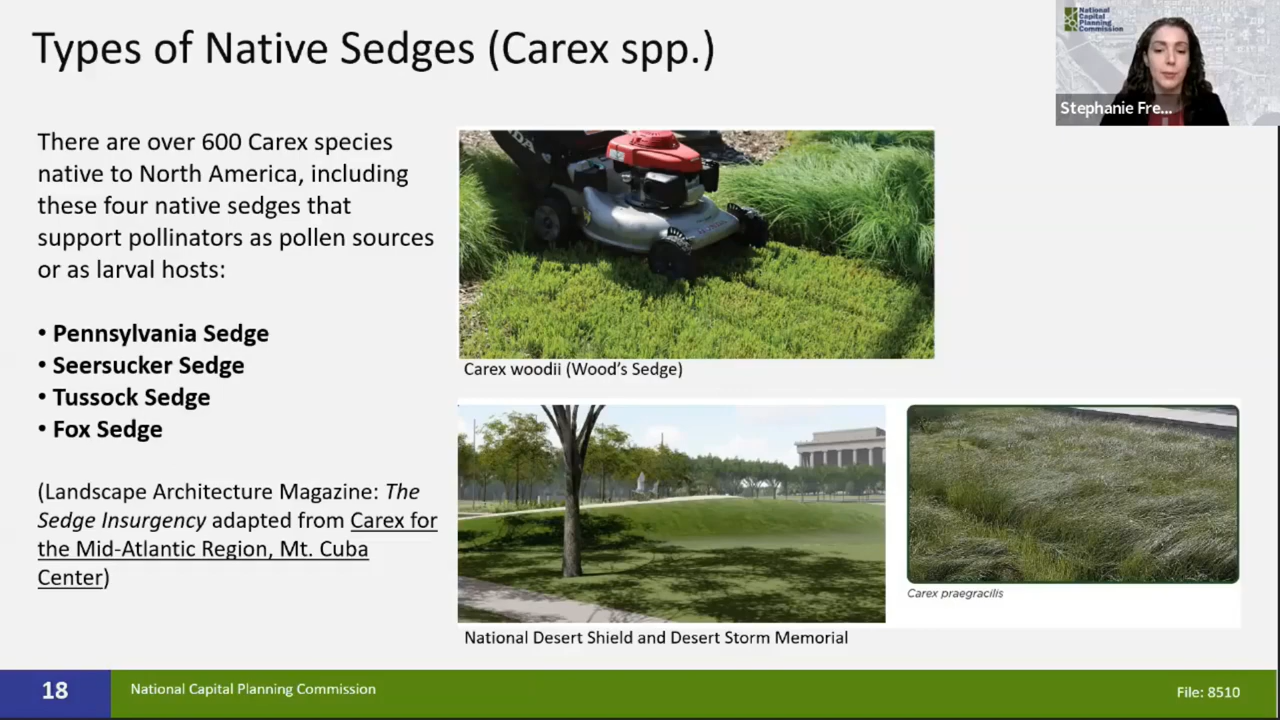 Types of Native Sedges (Carex spp.)
National
Capital
Planning
Commission
Stephanie Fre...
There are over 600 Carex species
native to North America, including
these four native sedges that
support pollinators as pollen sources
or as larval hosts:
• Pennsylvania Sedge
• Seersucker Sedge
• Tussock Sedge
• Fox Sedge
(Landscape Architecture Magazine: The
Sedge Insurgency adapted from Carex for
the Mid-Atlantic Region, Mt. Cuba
Center)
Carex woodii (Wood's Sedge)
Carex praegracilis
National Desert Shield and Desert Storm Memorial
18
National Capital Planning Commission
File: 8510